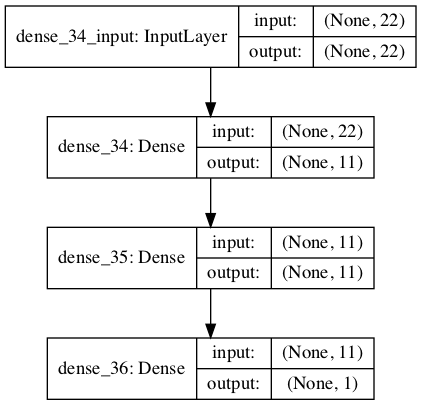 dense_34_input: InputLayer
input: (None, 22)
output: (None, 22)
dense_34: Dense
input: (None, 22)
output: (None, 11)
dense_35: Dense
input: (None, 11)
output: (None, 11)
dense_36: Dense
input: (None, 11)
output: (None, 1)